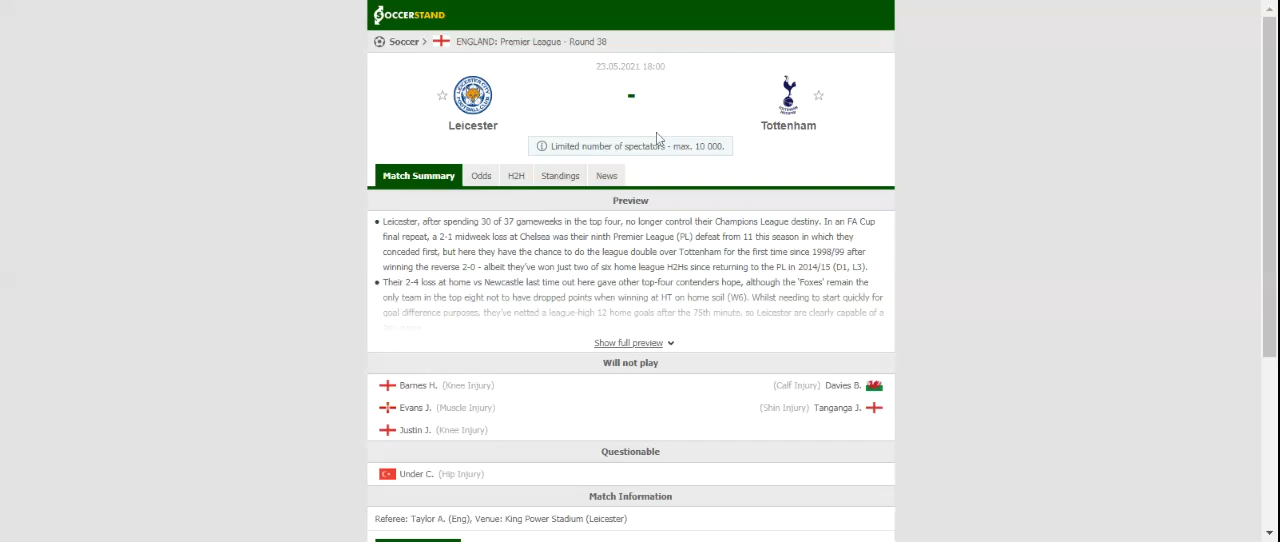 SOCCERSTAND
Soccer > ENGLAND: Premier League - Round 38
23.05.2021 18:00
-
Leicester Tottenham
Limited number of spectators - max. 10 000.
Match Summary Odds H2H Standings News
Preview
• Leicester, after spending 30 of 37 gameweeks in the top four, no longer control their Champions League destiny. In an FA Cup
final repeat, a 2-1 midweek loss at Chelsea was their ninth Premier League (PL) defeat from 11 this season in which they
conceded first, but here they have the chance to do the league double over Tottenham for the first time since 1998/99 after
winning the reverse 2-0 - albeit they've won just two of six home league H2Hs since returning to the PL in 2014/15 (D1, L3).
• Their 2-4 loss at home vs Newcastle last time out here gave other top-four contenders hope, although the 'Foxes' remain the
only team in the top eight not to have dropped points when winning at HT on home soil (W6). Whilst needing to start quickly for
goal difference purposes, they've netted a league-high 12 home goals after the 75th minute, so Leicester are clearly capable of a
Show full preview
Will not play
Barnes H. (Knee Injury) (Calf Injury) Davies B.
Evans J. (Muscle Injury) (Shin Injury) Tanganga J.
Justin J. (Knee Injury)
Questionable
Under C. (Hip Injury)
Match Information
Referee: Taylor A. (Eng), Venue: King Power Stadium (Leicester)